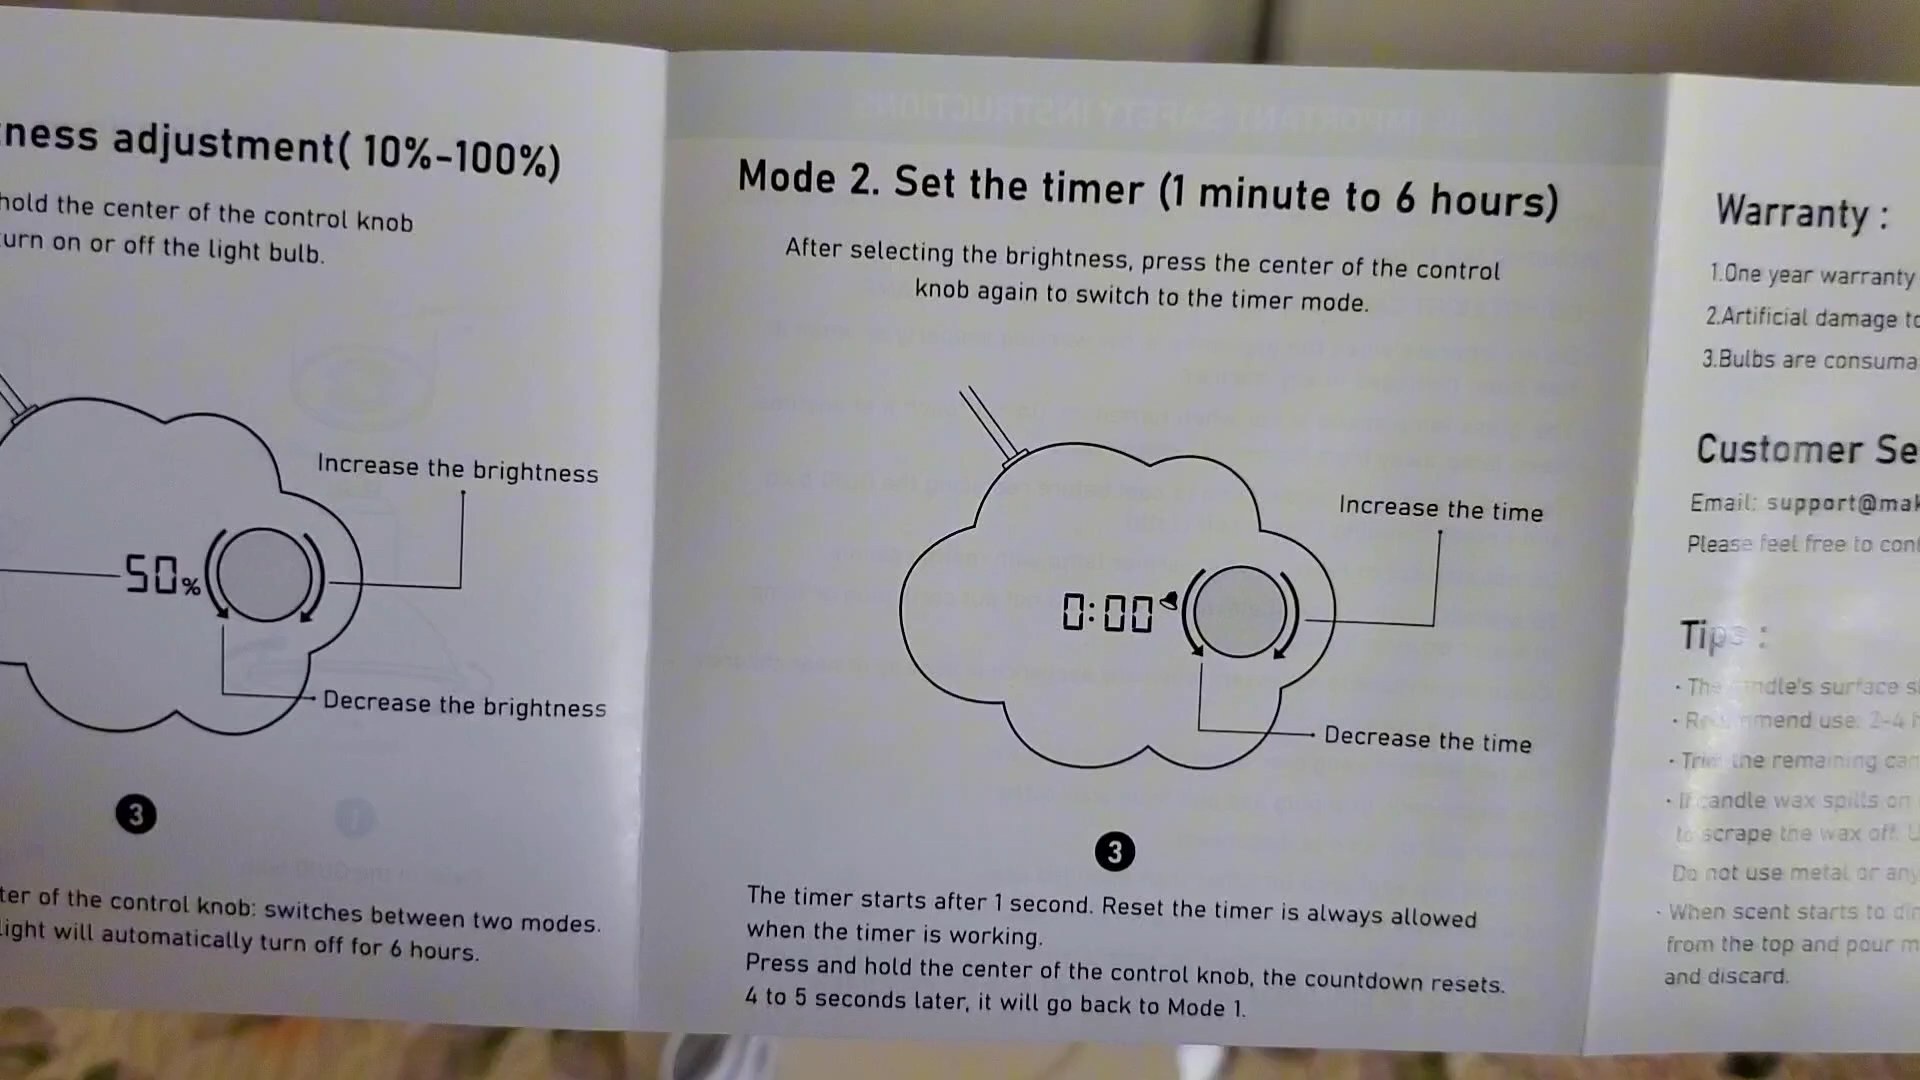 ness adjustment( 10%-100%)
hold the center of the control knob
urn on or off the light bulb.
Increase the brightness
50%
Decrease the brightness
3
ter of the control knob: switches between two modes.
light will automatically turn off for 6 hours.
Mode 2. Set the timer (1 minute to 6 hours)
After selecting the brightness, press the center of the control
knob again to switch to the timer mode.
Increase the time
0:00
Decrease the time
3
The timer starts after 1 second. Reset the timer is always allowed
when the timer is working.
Press and hold the center of the control knob, the countdown resets.
4 to 5 seconds later, it will go back to Mode 1.
Warranty :
1.One year warranty
2.Artificial damage to
3.Bulbs are consuma
Customer Se
Email: support@mak
Please feel free to con
Tips :
· The candle's surface s
· Recommend use: 2-4 h
· Trim the remaining can
· If candle wax spills on
to scrape the wax off. U
Do not use metal or any
· When scent starts to dim
from the top and pour m
and discard.